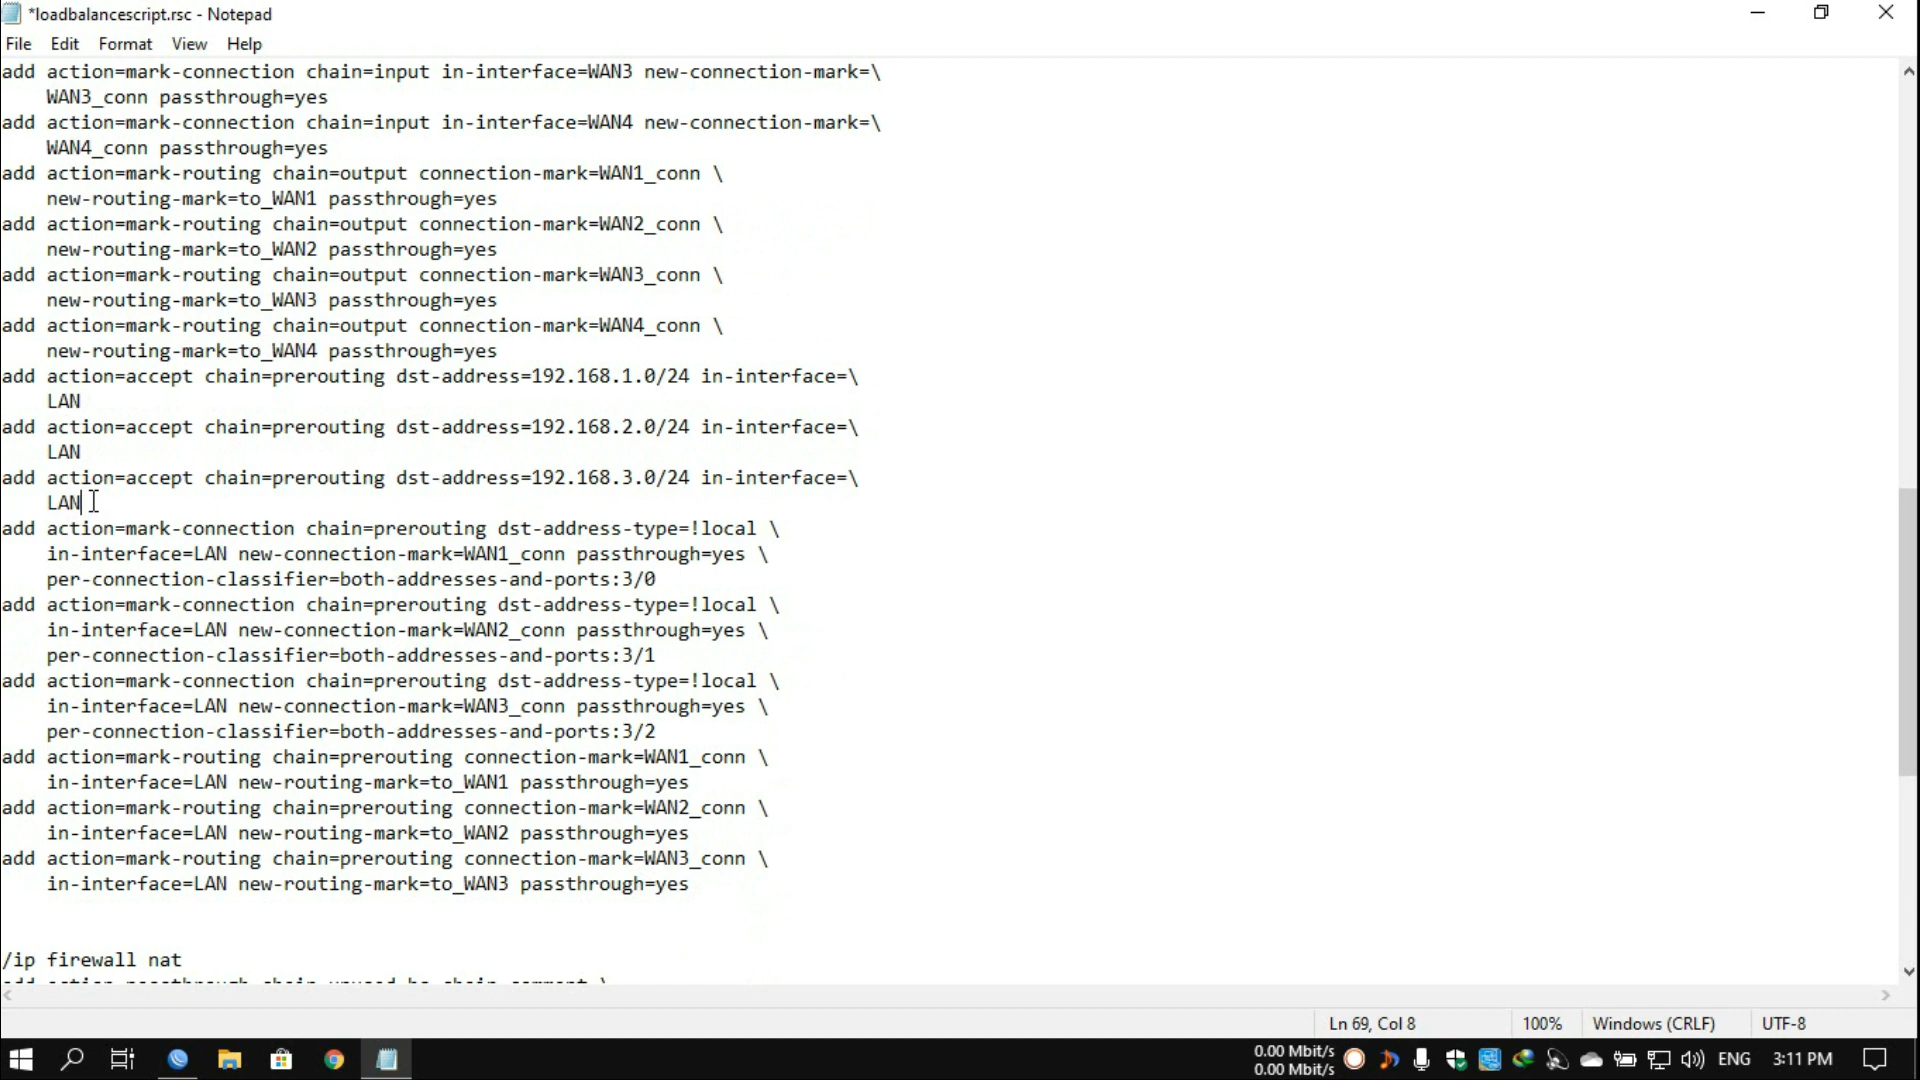 *loadbalancescript.rsc - Notepad
File Edit Format View Help
add action=mark-connection chain=input in-interface=WAN3 new-connection-mark=\
    WAN3_conn passthrough=yes
add action=mark-connection chain=input in-interface=WAN4 new-connection-mark=\
    WAN4_conn passthrough=yes
add action=mark-routing chain=output connection-mark=WAN1_conn \
    new-routing-mark=to_WAN1 passthrough=yes
add action=mark-routing chain=output connection-mark=WAN2_conn \
    new-routing-mark=to_WAN2 passthrough=yes
add action=mark-routing chain=output connection-mark=WAN3_conn \
    new-routing-mark=to_WAN3 passthrough=yes
add action=mark-routing chain=output connection-mark=WAN4_conn \
    new-routing-mark=to_WAN4 passthrough=yes
add action=accept chain=prerouting dst-address=192.168.1.0/24 in-interface=\
    LAN
add action=accept chain=prerouting dst-address=192.168.2.0/24 in-interface=\
    LAN
add action=accept chain=prerouting dst-address=192.168.3.0/24 in-interface=\
    LAN
add action=mark-connection chain=prerouting dst-address-type=!local \
    in-interface=LAN new-connection-mark=WAN1_conn passthrough=yes \
    per-connection-classifier=both-addresses-and-ports:3/0
add action=mark-connection chain=prerouting dst-address-type=!local \
    in-interface=LAN new-connection-mark=WAN2_conn passthrough=yes \
    per-connection-classifier=both-addresses-and-ports:3/1
add action=mark-connection chain=prerouting dst-address-type=!local \
    in-interface=LAN new-connection-mark=WAN3_conn passthrough=yes \
    per-connection-classifier=both-addresses-and-ports:3/2
add action=mark-routing chain=prerouting connection-mark=WAN1_conn \
    in-interface=LAN new-routing-mark=to_WAN1 passthrough=yes
add action=mark-routing chain=prerouting connection-mark=WAN2_conn \
    in-interface=LAN new-routing-mark=to_WAN2 passthrough=yes
add action=mark-routing chain=prerouting connection-mark=WAN3_conn \
    in-interface=LAN new-routing-mark=to_WAN3 passthrough=yes
/ip firewall nat
Ln 69, Col 8 100% Windows (CRLF) UTF-8
0.00 Mbit/s
0.00 Mbit/s
ENG 3:11 PM